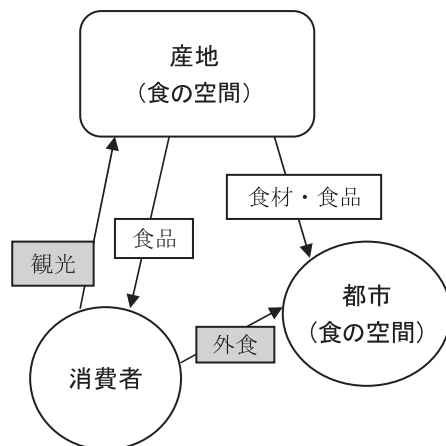 産地
(食の空間)
食材・食品
食品
観光
都市
(食の空間)
外食
消費者